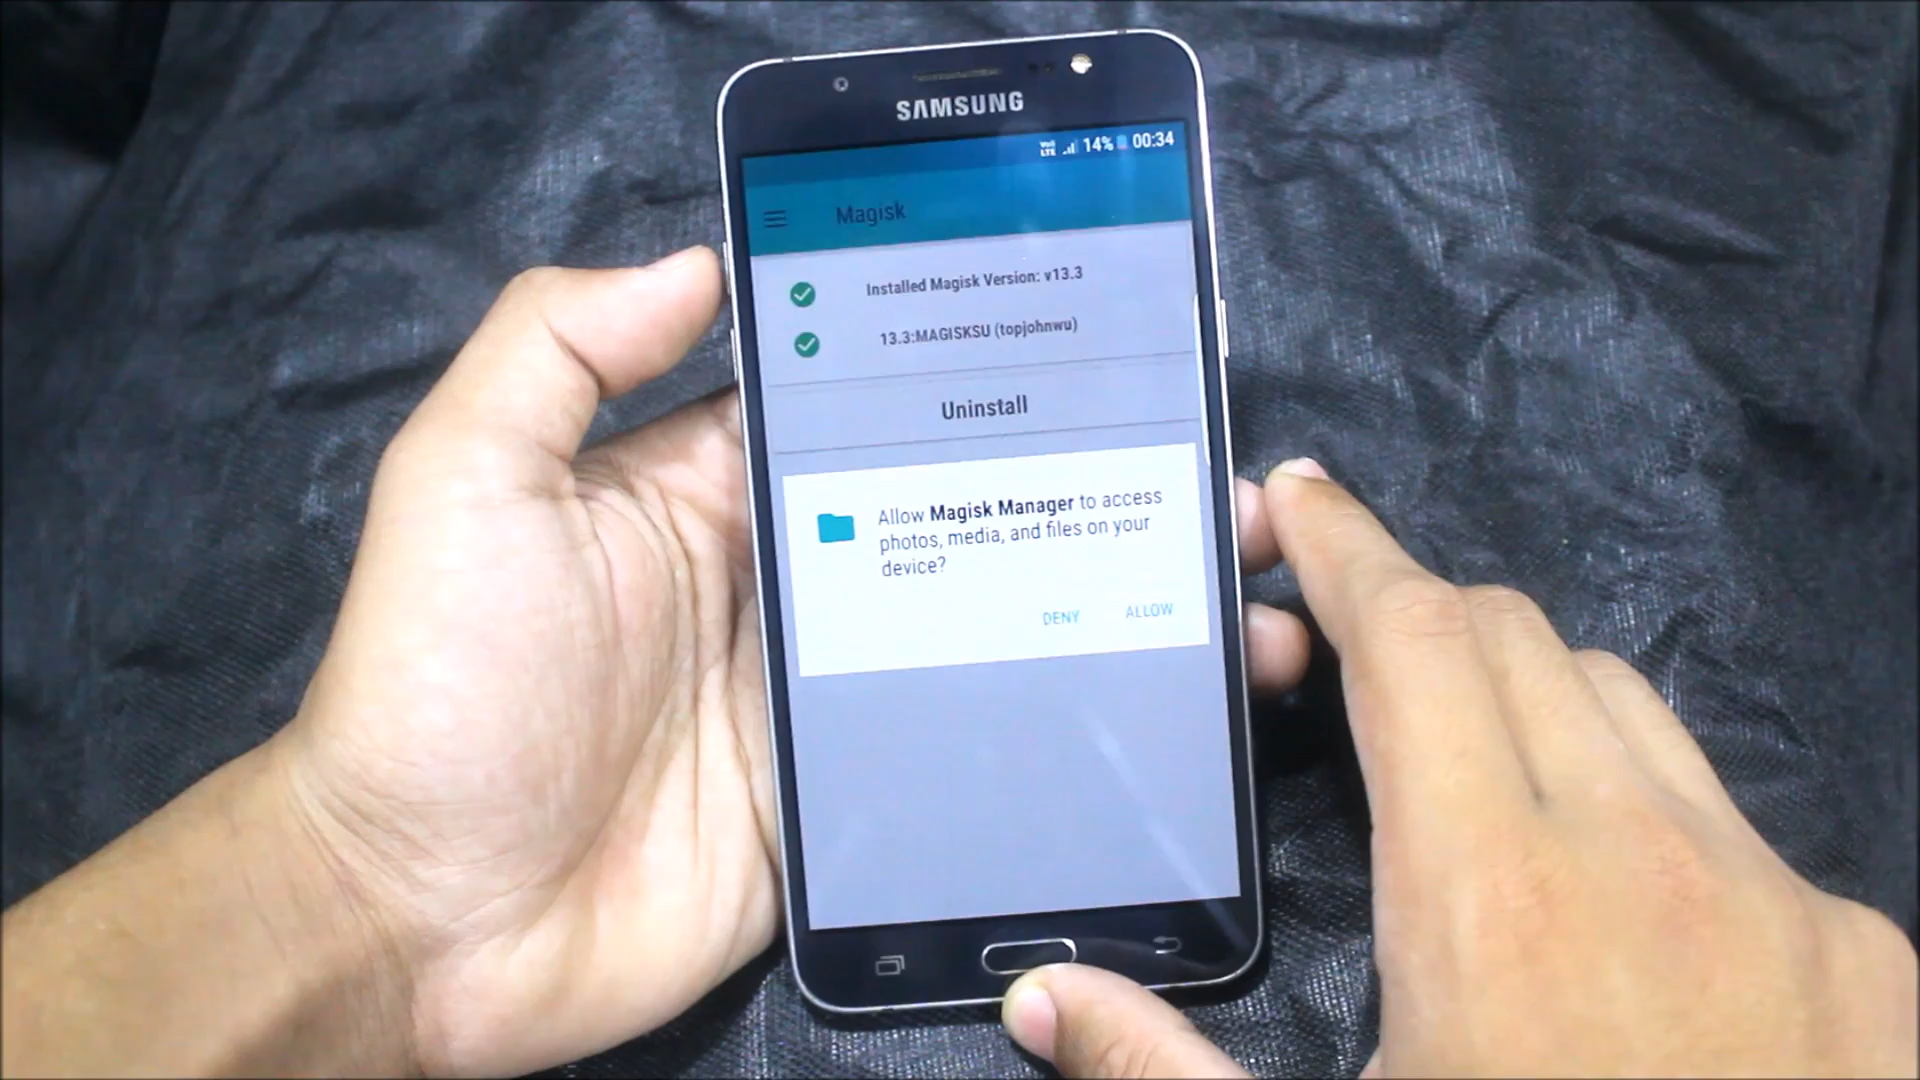 SAMSUNG
VoLTE 14% 00:34
Magisk
Installed Magisk Version: v13.3
13.3:MAGISKSU (topjohnwu)
Uninstall
Allow Magisk Manager to access
photos, media, and files on your
device?
DENY ALLOW